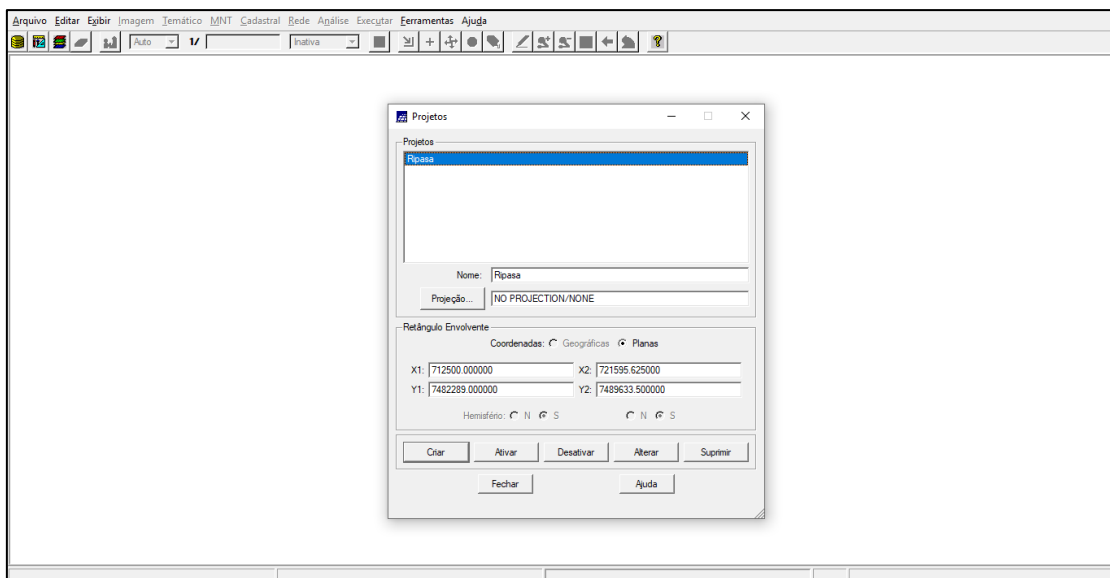 Arquivo Editar Exibir Imagem Temático MNT Cadastral Rede Análise Executar Ferramentas Ajuda
Auto 1/ Inativa
Projetos
Projetos
Ripasa
Nome: Ripasa
Projeção... NO PROJECTION/NONE
Retângulo Envolvente
Coordenadas: Geográficas Planas
X1: 712500.000000 X2: 721595.625000
Y1: 7482289.000000 Y2: 7489633.500000
Hemisfério: N S N S
Criar Ativar Desativar Alterar Suprimir
Fechar Ajuda